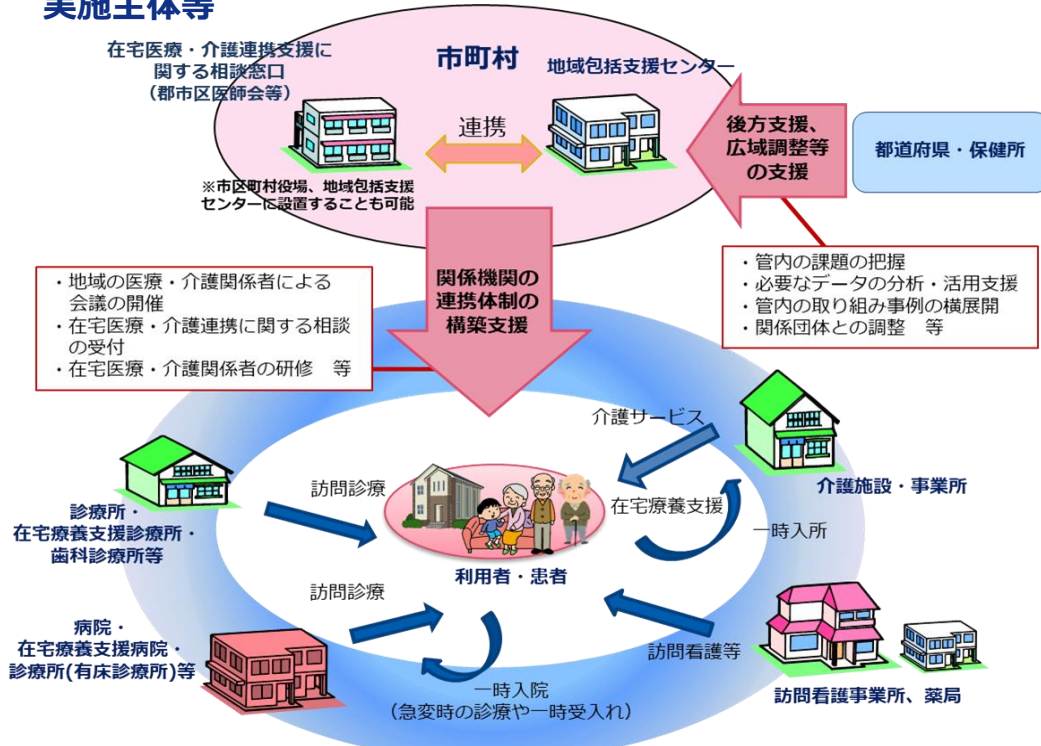 実施主体等
在宅医療・介護連携支援に
関する相談窓口
（郡市区医師会等）
市町村
地域包括支援センター
連携
※市区町村役場、地域包括支援
センターに設置することも可能
後方支援、
広域調整等
の支援
都道府県・保健所
関係機関の
連携体制の
構築支援
・地域の医療・介護関係者による
会議の開催
・在宅医療・介護連携に関する相談
の受付
・在宅医療・介護関係者の研修　等
・管内の課題の把握
・必要なデータの分析・活用支援
・管内の取り組み事例の横展開
・関係団体との調整　等
介護サービス
介護施設・事業所
訪問診療
在宅療養支援
一時入所
診療所・
在宅療養支援診療所・
歯科診療所等
利用者・患者
訪問診療
病院・
在宅療養支援病院・
診療所(有床診療所)等
訪問看護等
一時入院
（急変時の診療や一時受入れ）
訪問看護事業所、薬局